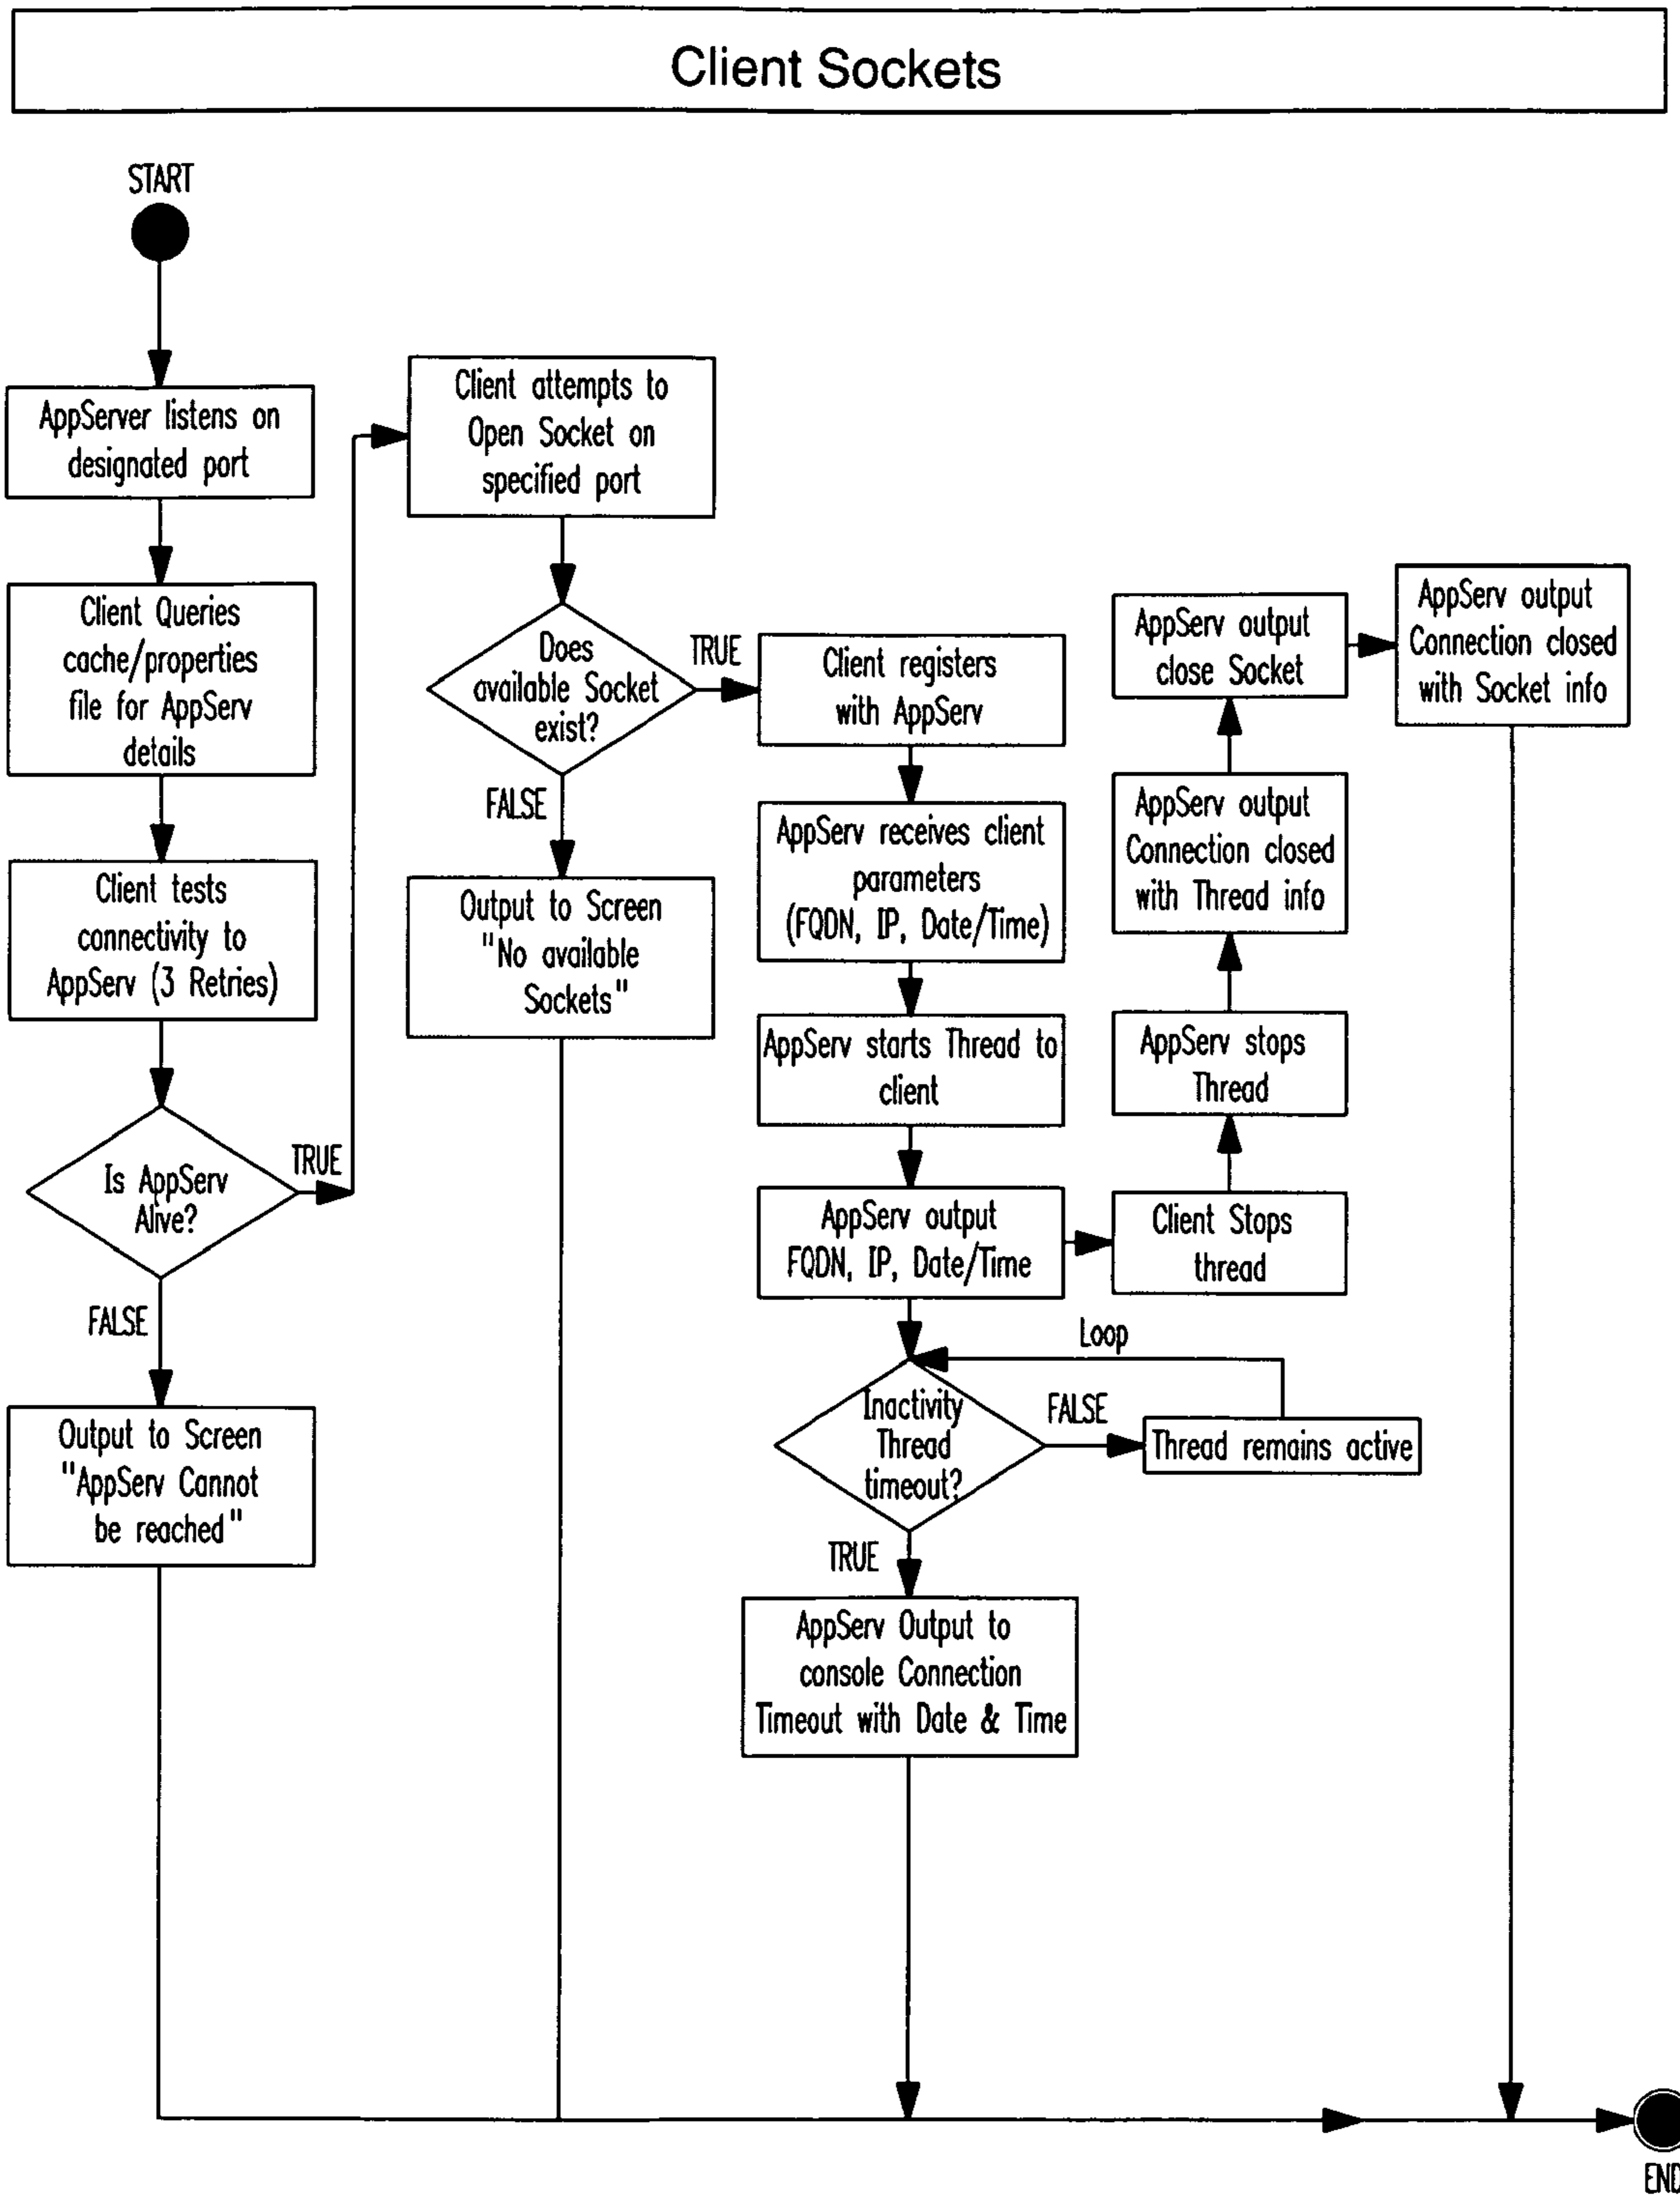 Client Sockets
START
AppServer listens on
designated port
Client Queries
cache/properties
file for AppServ
details
Client tests
connectivity to
AppServ (3 Retries)
Is AppServ
Alive?
TRUE
FALSE
Output to Screen
"AppServ Cannot
be reached"
Client attempts to
Open Socket on
specified port
Does
available Socket
exist?
TRUE
FALSE
Output to Screen
"No available
Sockets"
Client registers
with AppServ
AppServ receives client
parameters
(FQDN, IP, Date/Time)
AppServ starts Thread to
client
AppServ output
FQDN, IP, Date/Time
Inactivity
Thread
timeout?
FALSE
Thread remains active
Loop
TRUE
AppServ Output to
console Connection
Timeout with Date & Time
Client Stops
thread
AppServ stops
Thread
AppServ output
Connection closed
with Thread info
AppServ output
close Socket
AppServ output
Connection closed
with Socket info
END